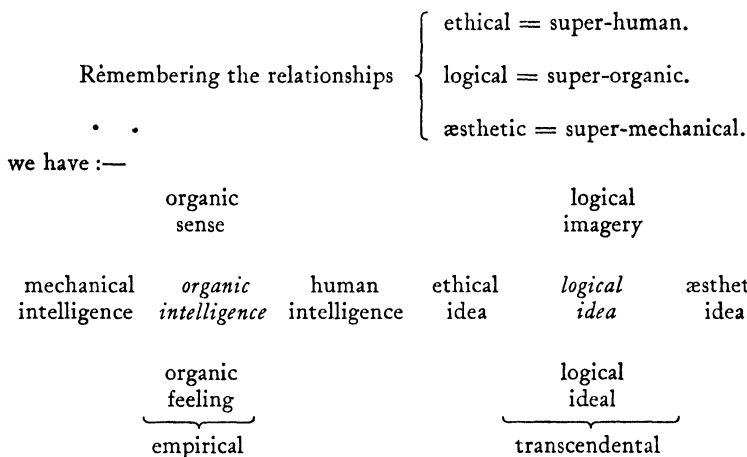 ethical = super-human.
Remembering the relationships
logical = super-organic.
æsthetic = super-mechanical.
we have :—
organic logical
sense imagery
mechanical organic human ethical logical æsthet
intelligence intelligence intelligence idea idea idea
organic logical
feeling ideal
empirical transcendental